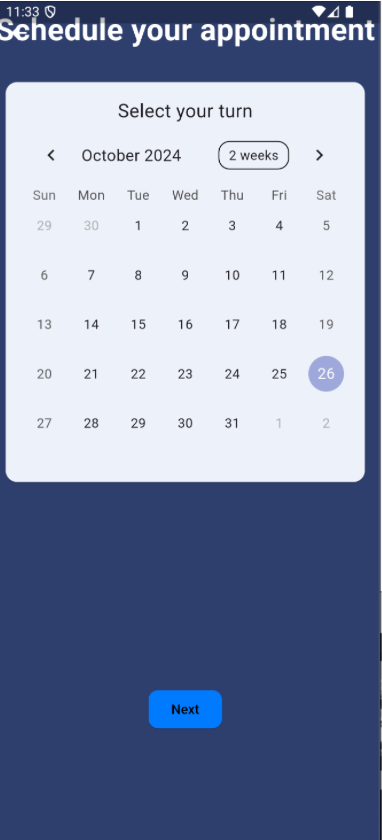 11:33
Schedule your appointment
Select your turn
October 2024 2 weeks
Sun Mon Tue Wed Thu Fri Sat
29 30 1 2 3 4 5
6 7 8 9 10 11 12
13 14 15 16 17 18 19
20 21 22 23 24 25 26
27 28 29 30 31 1 2
Next